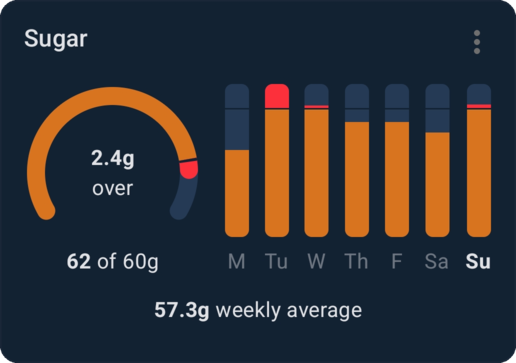 Sugar
2.4g
over
62 of 60g
M Tu W Th F Sa Su
57.3g weekly average